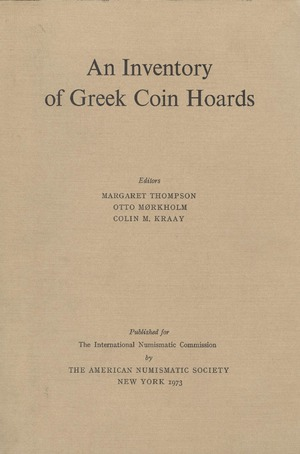 An Inventory
of Greek Coin Hoards
Editors
MARGARET THOMPSON
OTTO MØRKHOLM
COLIN M. KRAAY
Published for
The International Numismatic Commission
by
THE AMERICAN NUMISMATIC SOCIETY
NEW YORK 1973